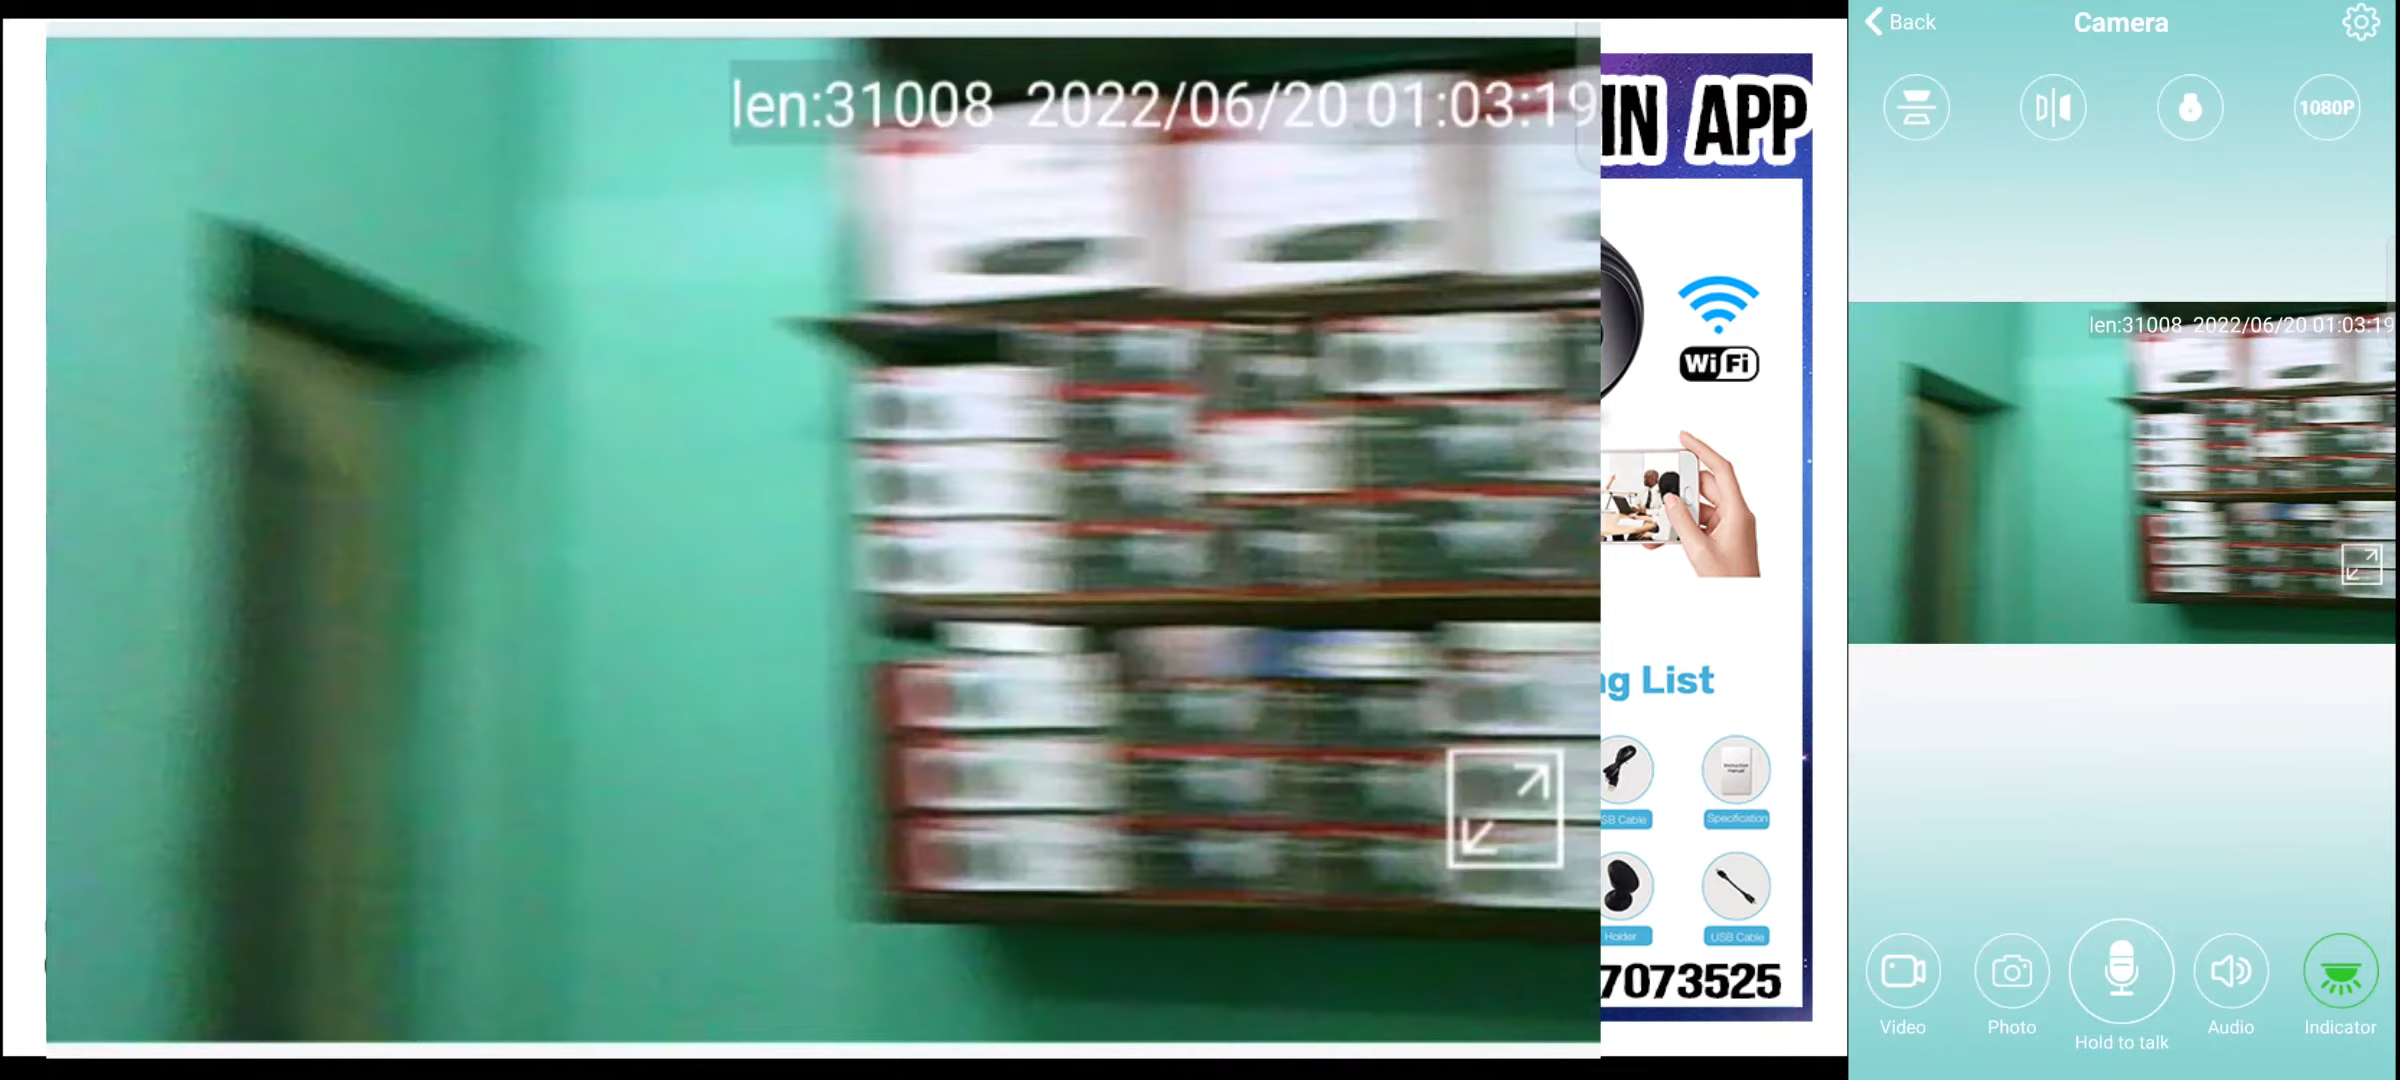 len:31008 2022/06/20 01:03:19
IN APP
WiFi
g List
SB Cable
Specification
Holder
USB Cable
7073525
Back
Camera
1080P
len:31008 2022/06/20 01:03:19
Video
Photo
Hold to talk
Audio
Indicator